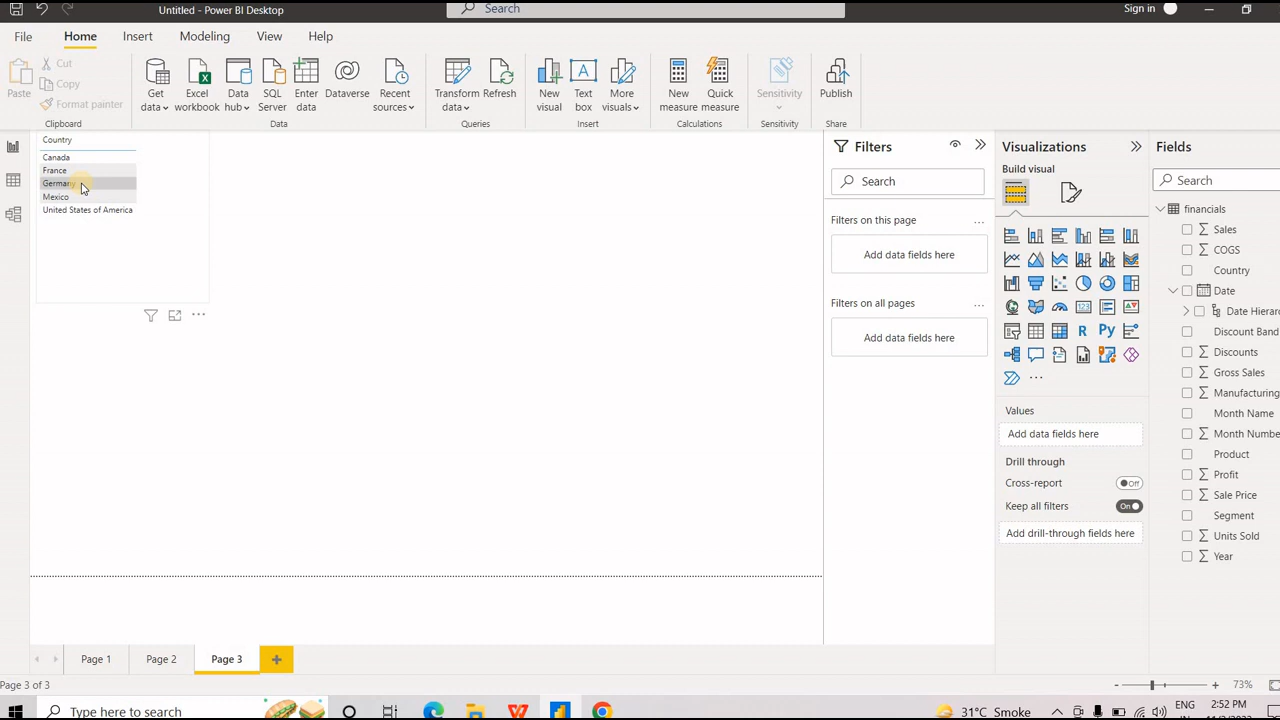 Untitled - Power BI Desktop
Search
Sign in
File
Home
Insert
Modeling
View
Help
Paste
Cut
Copy
Format painter
Get data
Excel workbook
Data hub
SQL Server
Enter data
Dataverse
Recent sources
Transform data
Refresh
New visual
Text box
More visuals
New measure
Quick measure
Sensitivity
Publish
Clipboard
Data
Queries
Insert
Calculations
Sensitivity
Share
Country
Canada
France
Germany
Mexico
United States of America
Filters
Search
Filters on this page
Add data fields here
Filters on all pages
Add data fields here
Visualizations
Build visual
R
Py
123
Values
Add data fields here
Drill through
Cross-report
Off
Keep all filters
On
Add drill-through fields here
Fields
Search
financials
Sales
COGS
Country
Date
Date Hierar
Discount Band
Discounts
Gross Sales
Manufacturing
Month Name
Month Numbe
Product
Profit
Sale Price
Segment
Units Sold
Year
Page 1
Page 2
Page 3
Page 3 of 3
73%
Type here to search
31°C Smoke
ENG
IN
2:52 PM